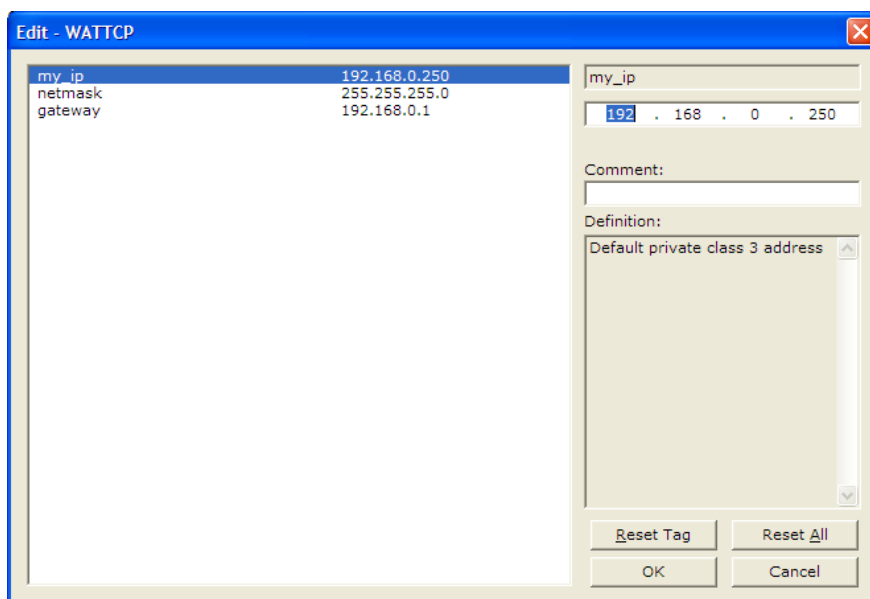 Edit - WATTCP
my_ip 192.168.0.250
netmask 255.255.255.0
gateway 192.168.0.1
my_ip
192 . 168 . 0 . 250
Comment:
Definition:
Default private class 3 address
Reset Tag Reset All
OK Cancel